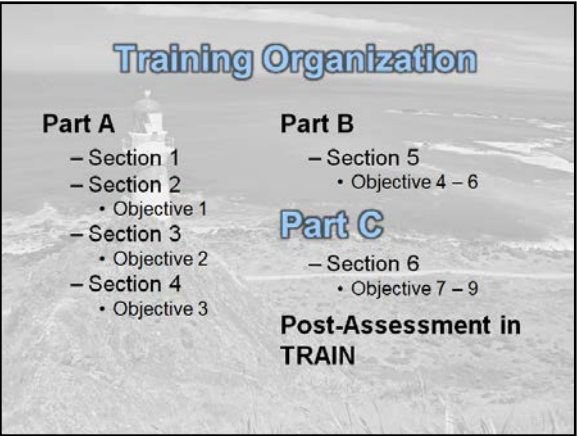 Training Organization
Part A
– Section 1
– Section 2
• Objective 1
– Section 3
• Objective 2
– Section 4
• Objective 3
Part B
– Section 5
• Objective 4 – 6
Part C
– Section 6
• Objective 7 – 9
Post-Assessment in
TRAIN